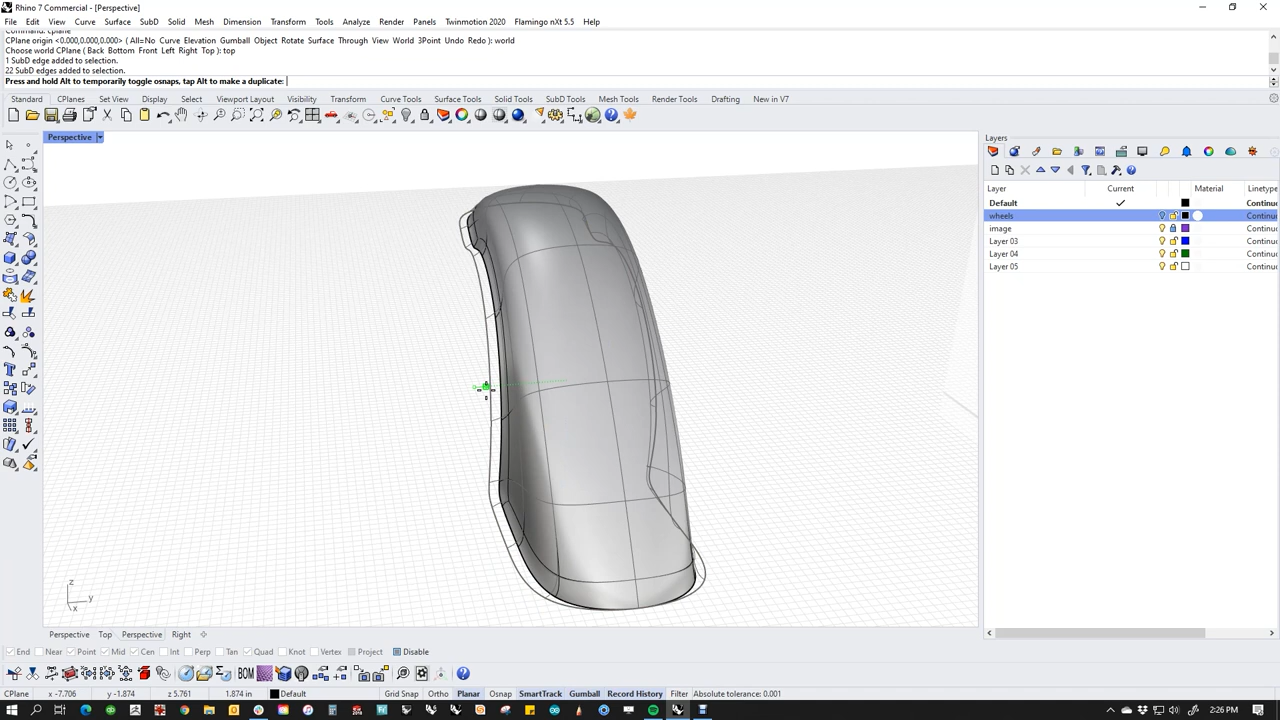 Rhino 7 Commercial - [Perspective]
File Edit View Curve Surface SubD Solid Mesh Dimension Transform Tools Analyze Render Panels Twinmotion 2020 Flamingo nXt 5.5 Help
CPlane origin <0.000,0.000,0.000> ( All=No Curve Elevation Gumball Object Rotate Surface Through View World 3Point Undo Redo ): world
Choose world CPlane ( Back Bottom Front Left Right Top ): top
1 SubD edge added to selection.
22 SubD edges added to selection.
Press and hold Alt to temporarily toggle osnaps, tap Alt to make a duplicate:
Standard CPlanes Set View Display Select Viewport Layout Visibility Transform Curve Tools Surface Tools Solid Tools SubD Tools Mesh Tools Render Tools Drafting New in V7
Perspective
Layers
Layer Current Material Linetype
Default Continuc
wheels Continuc
image Continuc
Layer 03 Continuc
Layer 04 Continuc
Layer 05 Continuc
z
y
x
Perspective Top Perspective Right
End Near Point Mid Cen Int Perp Tan Quad Knot Vertex Project Disable
BOM
CPlane x -7.706 y -1.874 z 5.761 1.874 in Default Grid Snap Ortho Planar Osnap SmartTrack Gumball Record History Filter Absolute tolerance: 0.001
2:26 PM